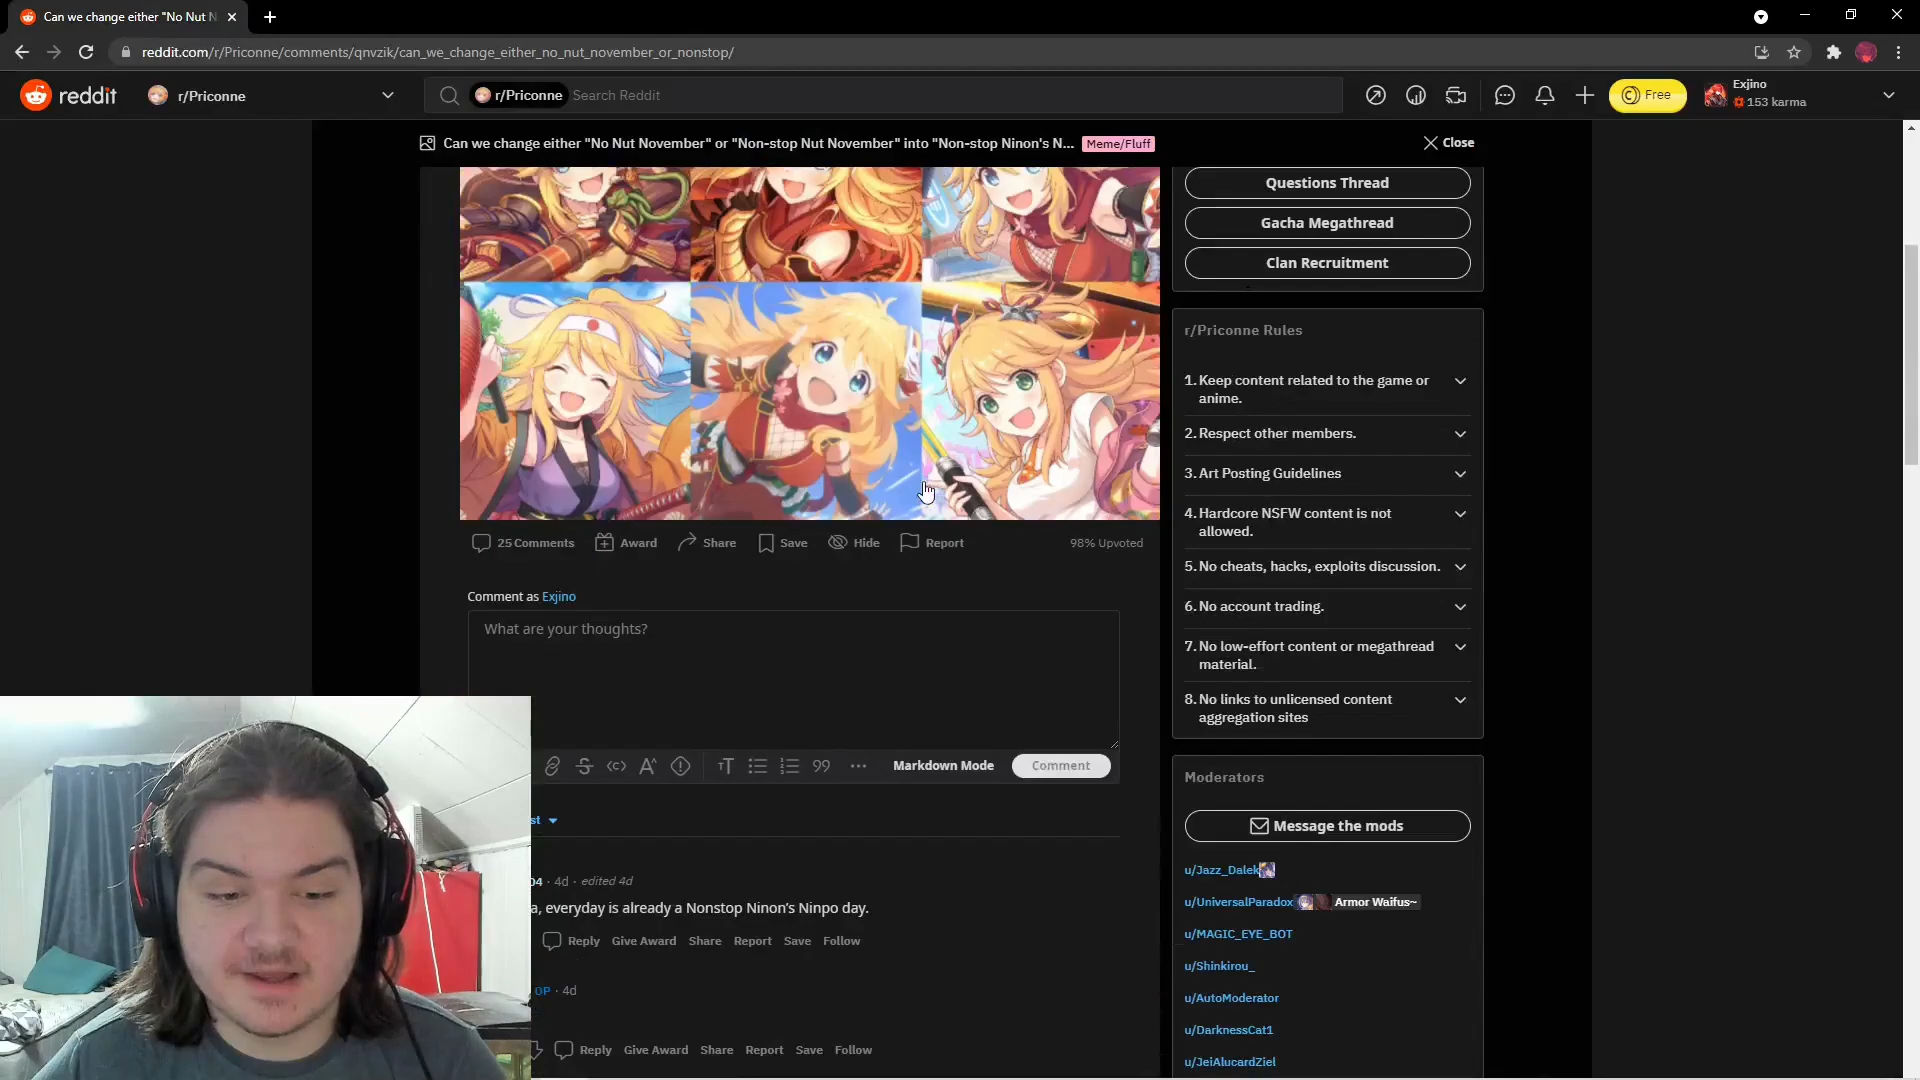 Can we change either "No Nut N
reddit.com/r/Priconne/comments/qnvzik/can_we_change_either_no_nut_november_or_nonstop/
reddit
r/Priconne
r/Priconne Search Reddit
Free
Exjino
153 karma
Can we change either "No Nut November" or "Non-stop Nut November" into "Non-stop Ninon's N... Meme/Fluff
Close
Questions Thread
Gacha Megathread
Clan Recruitment
r/Priconne Rules
1. Keep content related to the game or
anime.
2. Respect other members.
3. Art Posting Guidelines
4. Hardcore NSFW content is not
allowed.
5. No cheats, hacks, exploits discussion.
6. No account trading.
7. No low-effort content or megathread
material.
8. No links to unlicensed content
aggregation sites
25 Comments Award Share Save Hide Report 98% Upvoted
Comment as Exjino
What are your thoughts?
Markdown Mode Comment
st
04 · 4d · edited 4d
a, everyday is already a Nonstop Ninon's Ninpo day.
Reply Give Award Share Report Save Follow
OP · 4d
Reply Give Award Share Report Save Follow
Moderators
Message the mods
u/Jazz_Dalek
u/UniversalParadox Armor Waifus~
u/MAGIC_EYE_BOT
u/Shinkirou_
u/AutoModerator
u/DarknessCat1
u/JeiAlucardZiel